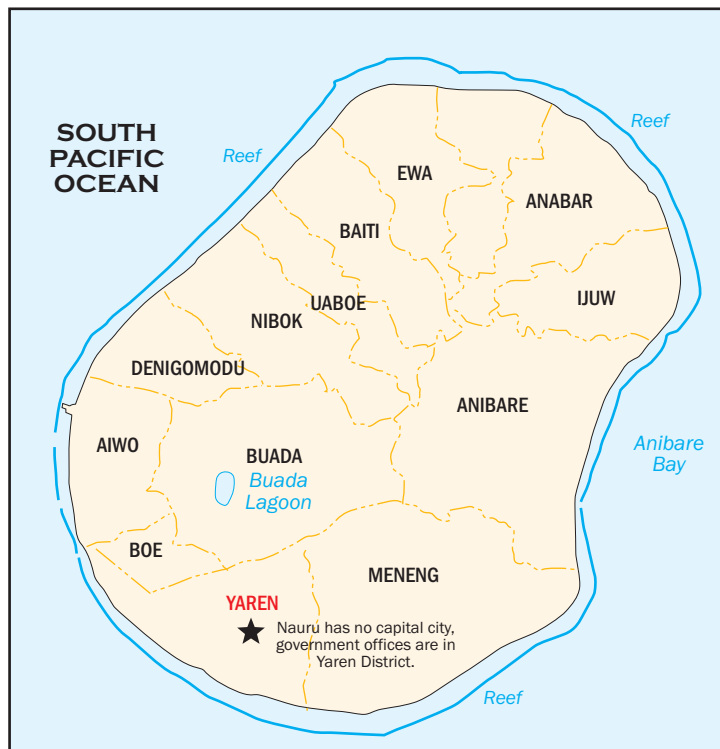 SOUTH
PACIFIC
OCEAN
Reef
Reef
EWA
ANABAR
BAITI
IJUW
UABOE
NIBOK
DENIGOMODU
ANIBARE
AIWO
BUADA
Buada
Lagoon
Anibare
Bay
BOE
MENENG
YAREN
Nauru has no capital city,
government offices are in
Yaren District.
Reef